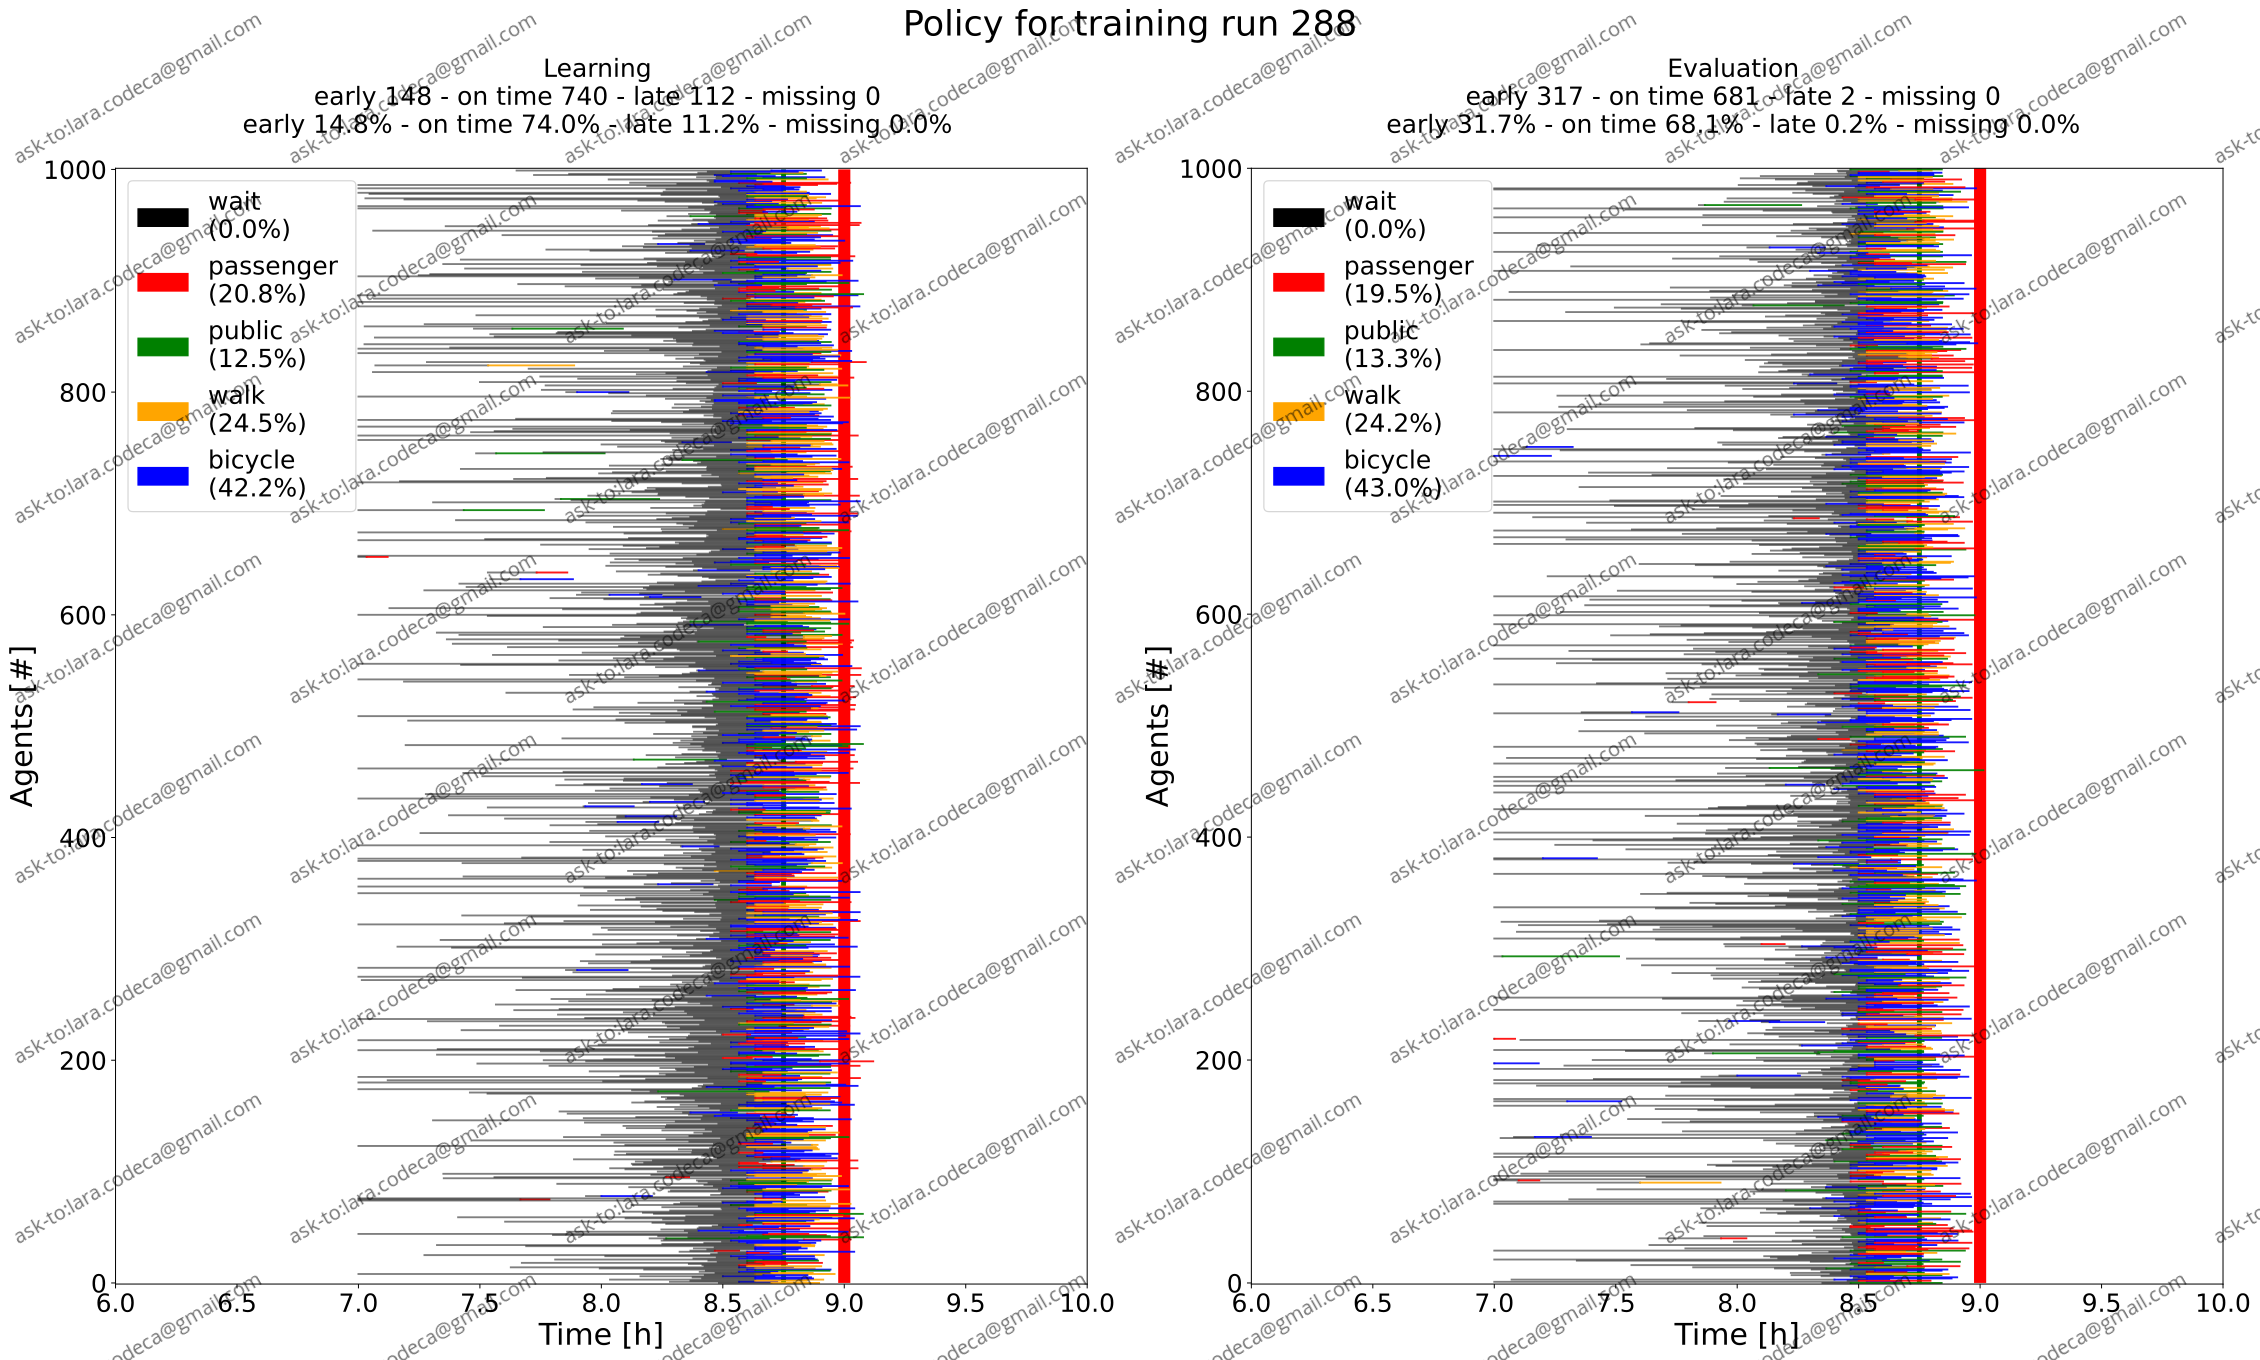 Policy for training run 288
Learning
early 148 - on time 740 - late 112 - missing 0
early 14.8% - on time 74.0% - late 11.2% - missing 0.0%
1000
800
600
400
200
0
Agents [#]
wait
(0.0%)
passenger
(20.8%)
public
(12.5%)
walk
(24.5%)
bicycle
(42.2%)
6.0 6.5 7.0 7.5 8.0 8.5 9.0 9.5 10.0
Time [h]
Evaluation
early 317 - on time 681 - late 2 - missing 0
early 31.7% - on time 68.1% - late 0.2% - missing 0.0%
1000
800
600
400
200
0
Agents [#]
wait
(0.0%)
passenger
(19.5%)
public
(13.3%)
walk
(24.2%)
bicycle
(43.0%)
6.0 6.5 7.0 7.5 8.0 8.5 9.0 9.5 10.0
Time [h]
ask-to:lara.codeca@gmail.com